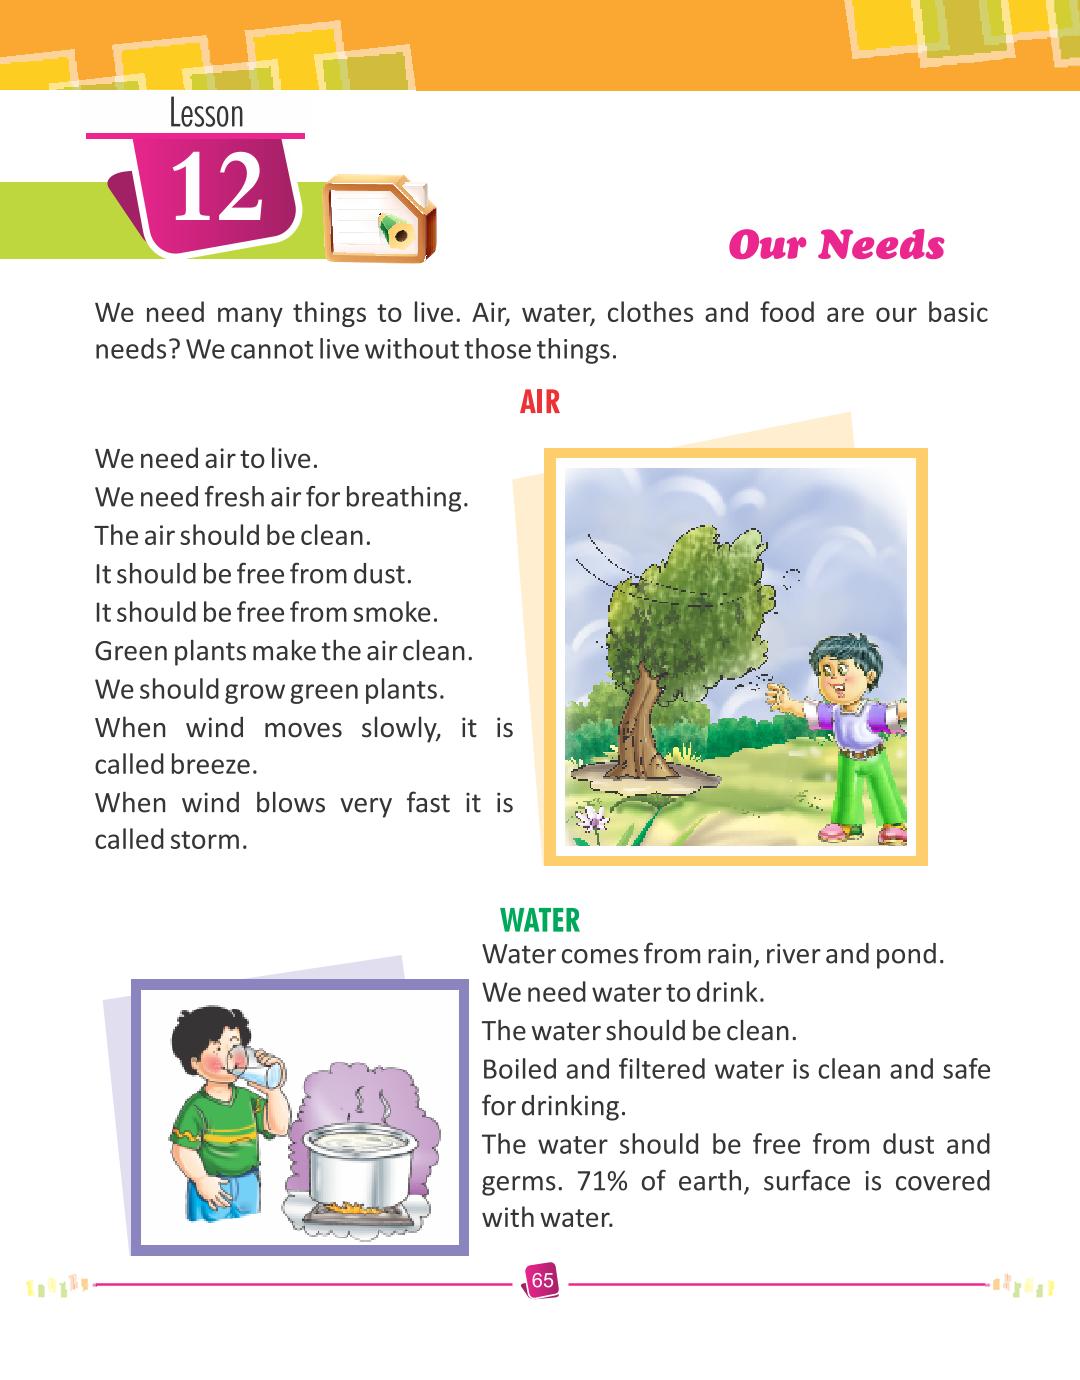 Lesson
12
Our Needs
We need many things to live. Air, water, clothes and food are our basic
needs? We cannot live without those things.
AIR
We need air to live.
We need fresh air for breathing.
The air should be clean.
It should be free from dust.
It should be free from smoke.
Green plants make the air clean.
We should grow green plants.
When wind moves slowly, it is
called breeze.
When wind blows very fast it is
called storm.
WATER
Water comes from rain, river and pond.
We need water to drink.
The water should be clean.
Boiled and filtered water is clean and safe
for drinking.
The water should be free from dust and
germs. 71% of earth, surface is covered
with water.
65